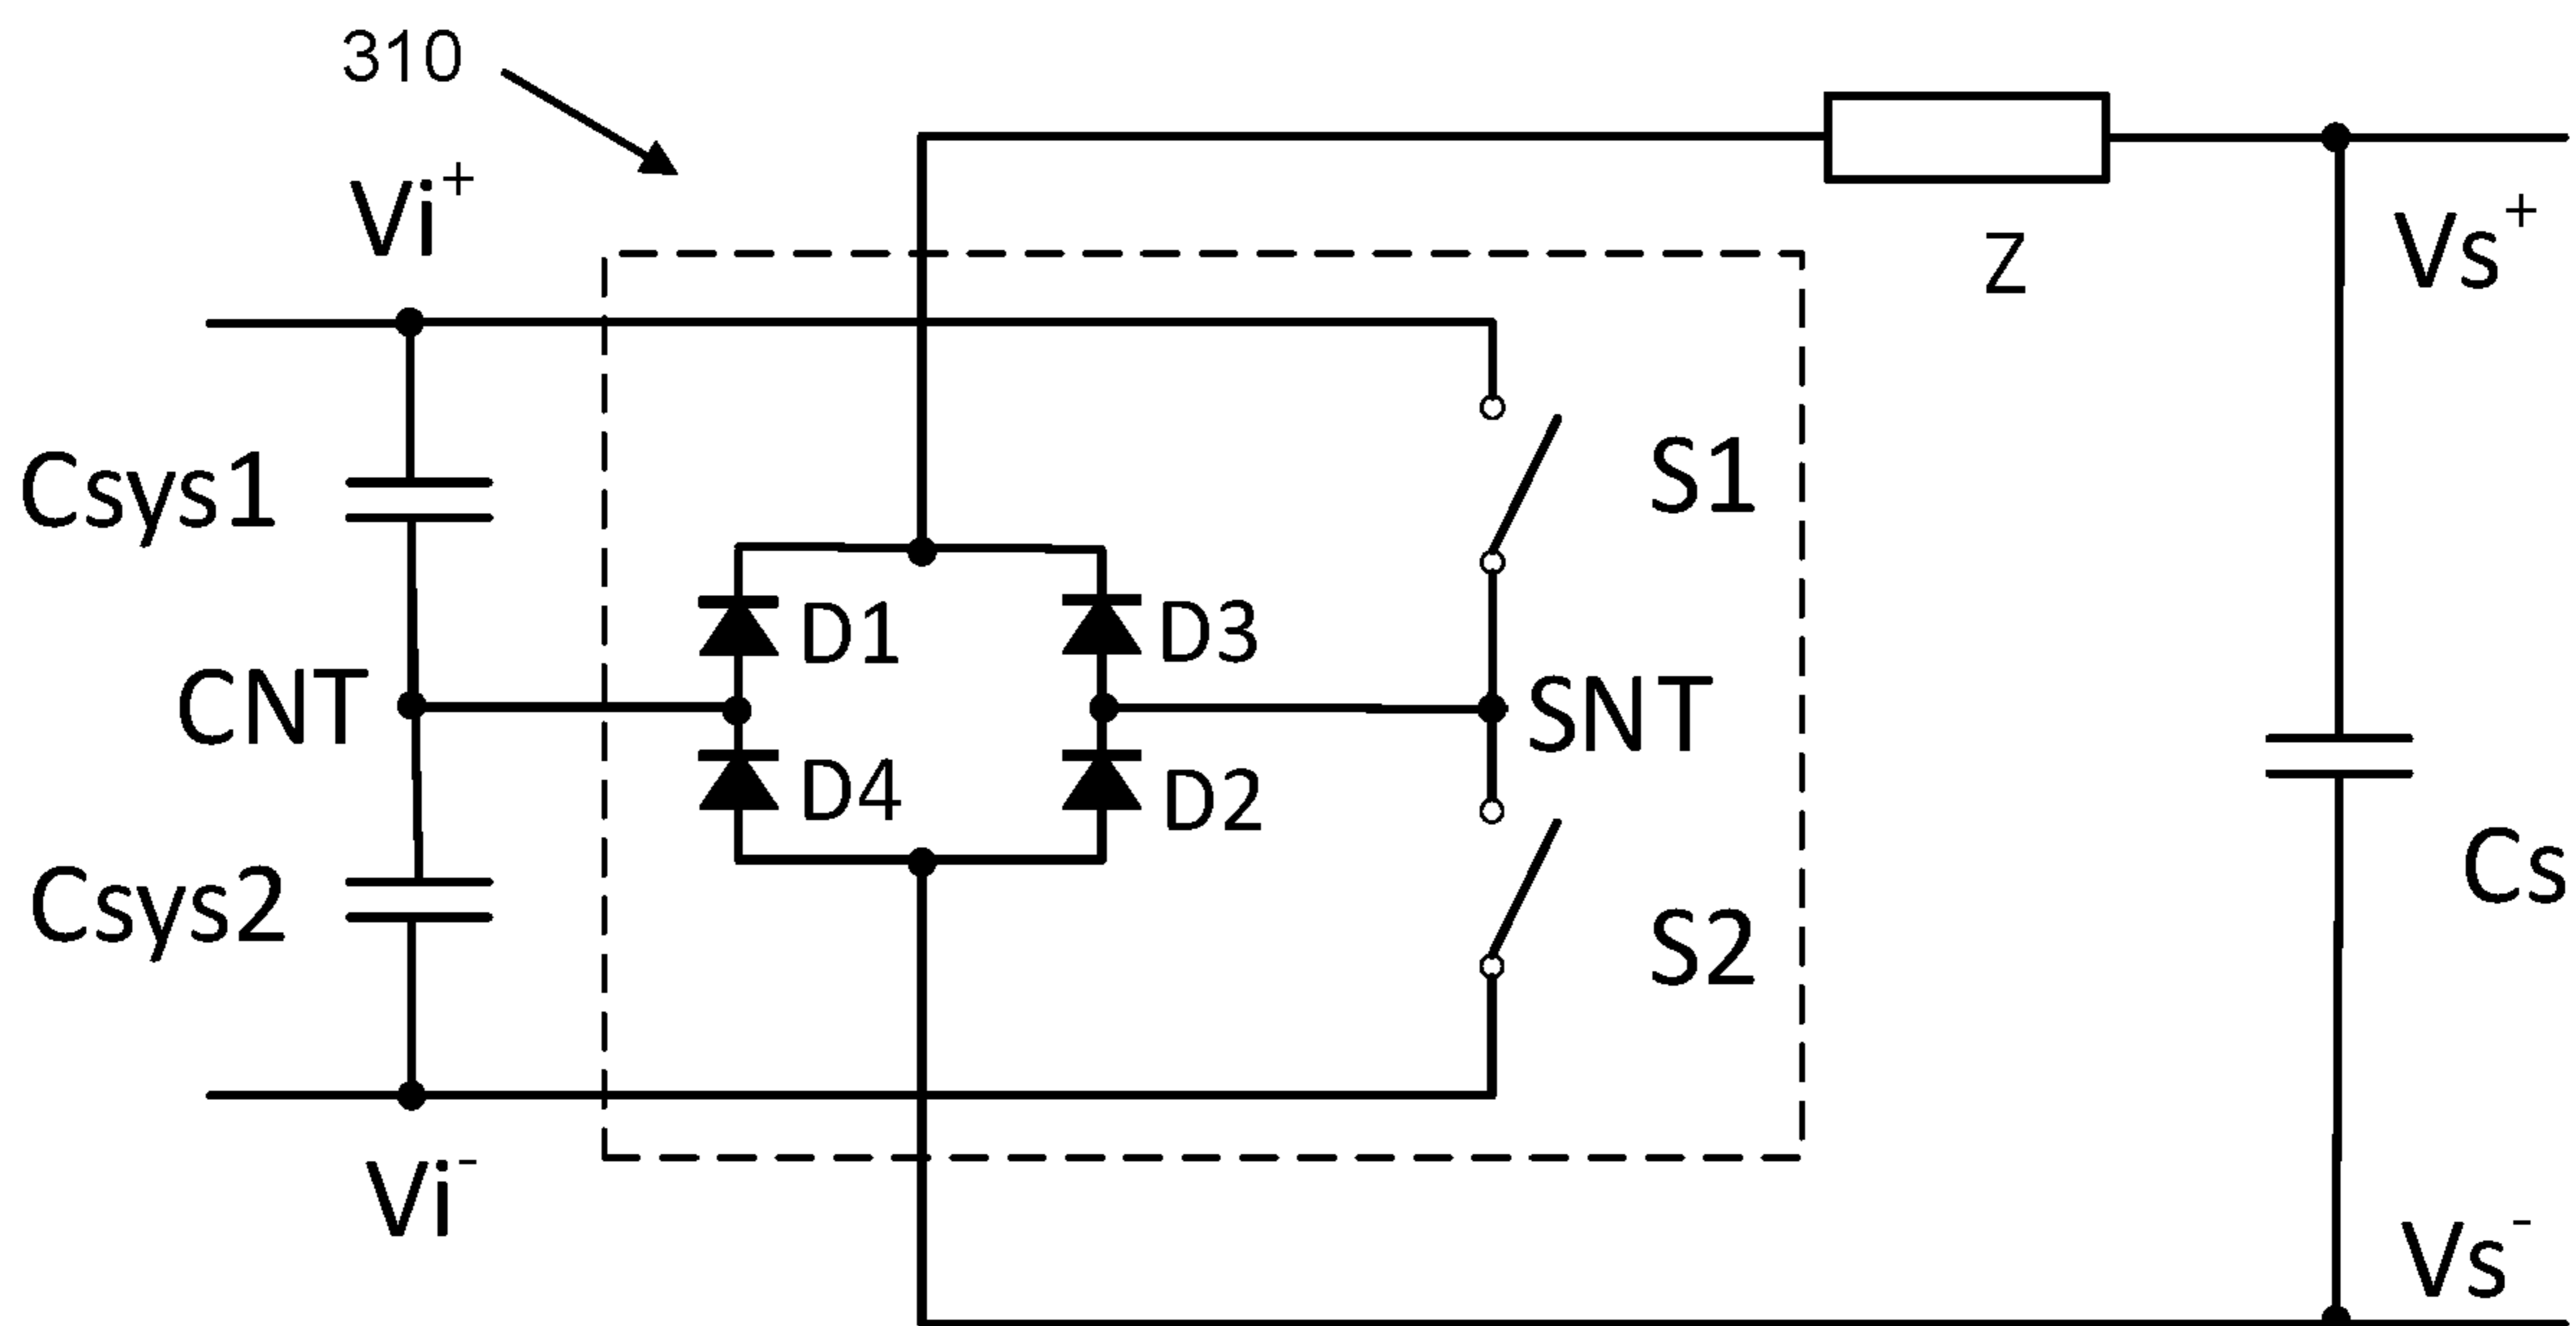 310
Vi⁺
Z
Vs⁺
Csys1
S1
D1
D3
CNT
SNT
D4
D2
Csys2
S2
Cs
Vi⁻
Vs⁻